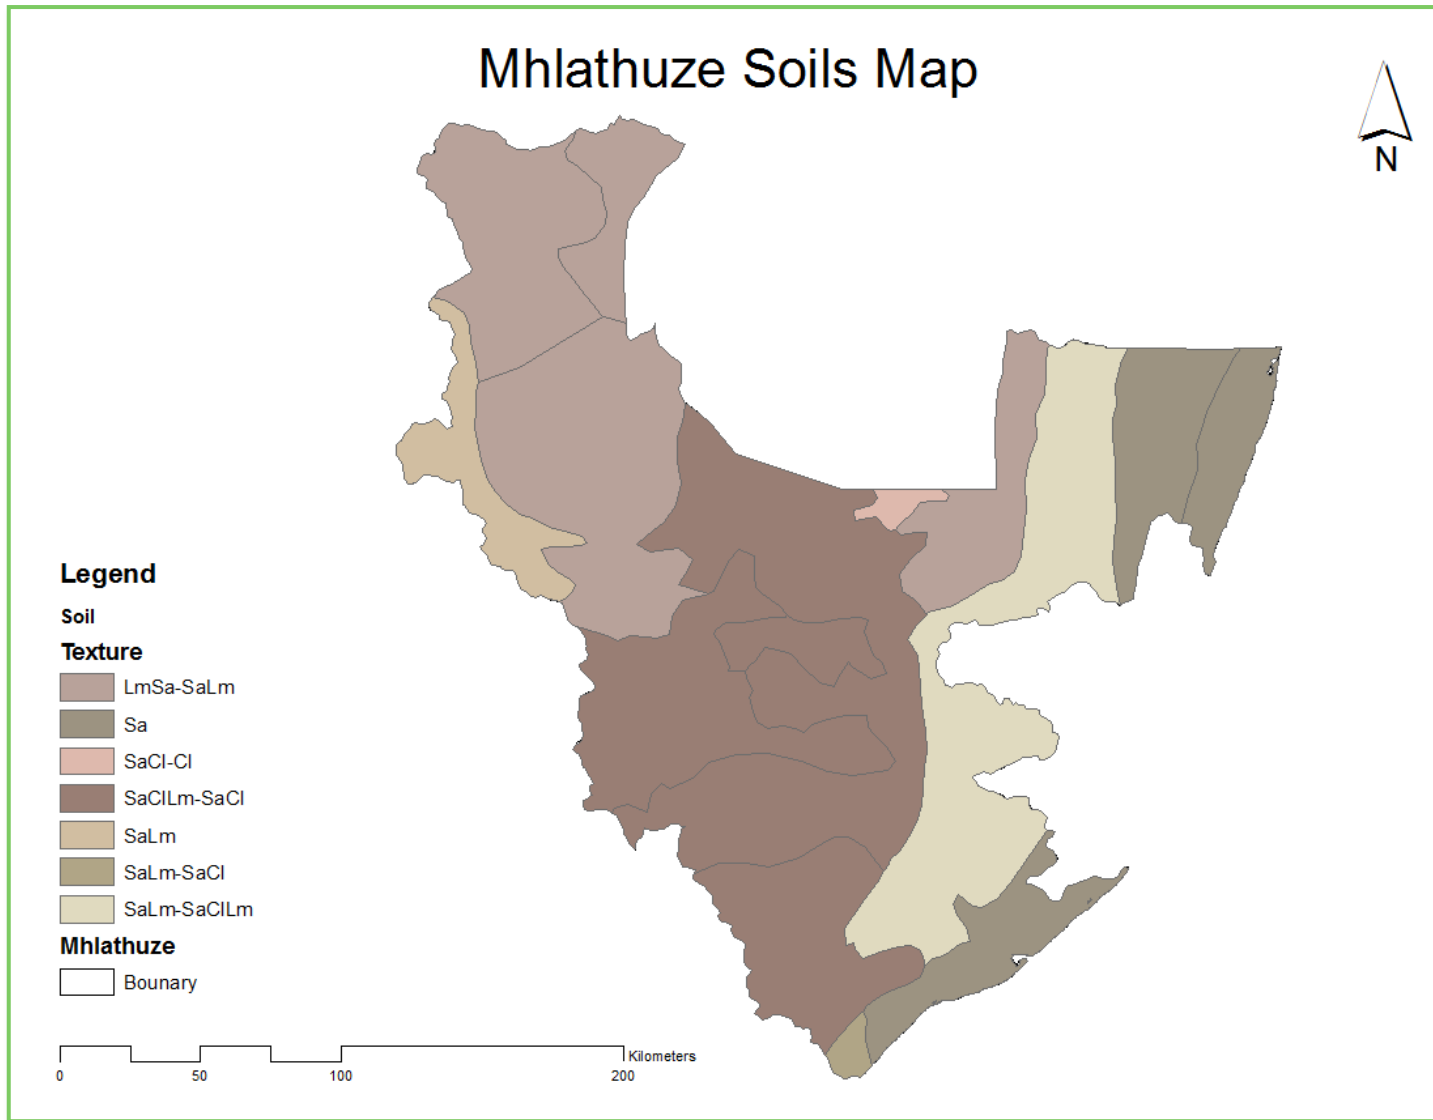 Mhlathuze Soils Map
N
Legend
Soil
Texture
LmSa-SaLm
Sa
SaCl-Cl
SaClLm-SaCl
SaLm
SaLm-SaCl
SaLm-SaClLm
Mhlathuze
Bounary
Kilometers
0 50 100 200